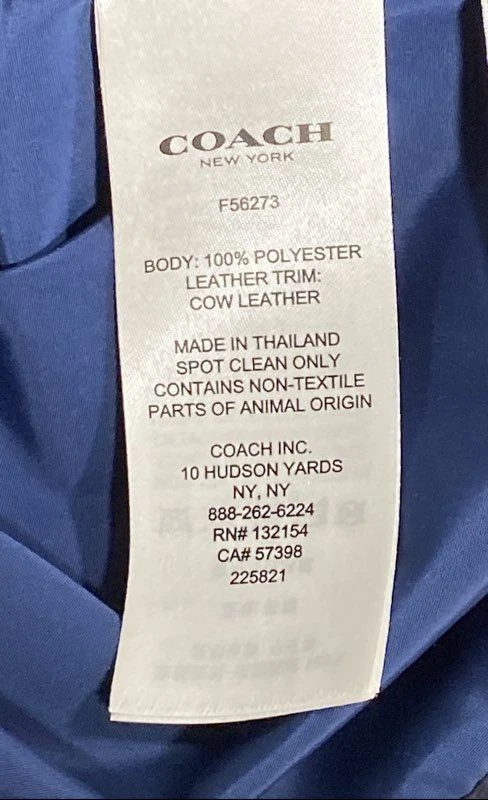 COACH
NEW YORK
F56273
BODY: 100% POLYESTER
LEATHER TRIM:
COW LEATHER
MADE IN THAILAND
SPOT CLEAN ONLY
CONTAINS NON-TEXTILE
PARTS OF ANIMAL ORIGIN
COACH INC.
10 HUDSON YARDS
NY, NY
888-262-6224
RN# 132154
CA# 57398
225821